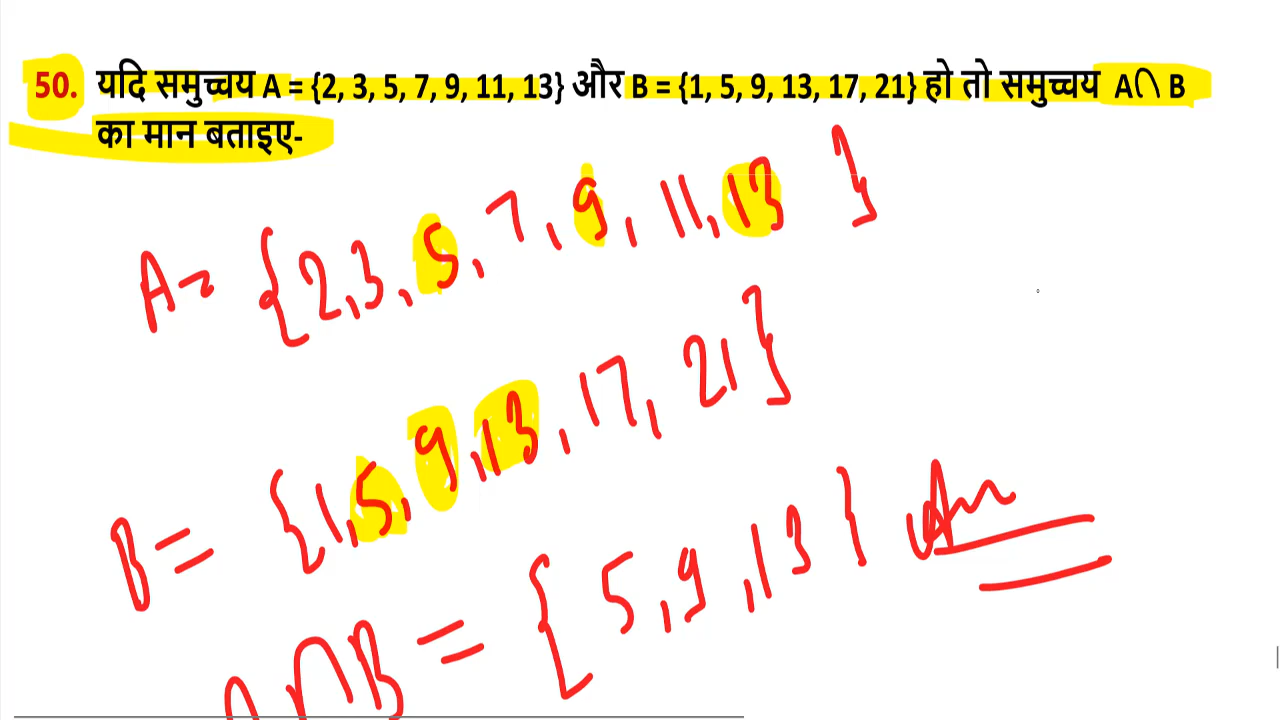 50. यदि समुच्चय A = {2, 3, 5, 7, 9, 11, 13} और B = {1, 5, 9, 13, 17, 21} हो तो समुच्चय A∩ B
का मान बताइए-
A= {2,3, 5, 7, 9, 11, 13 }
B= {1,5, 9,13, 17, 21}
A∩B = {5,9,13} An